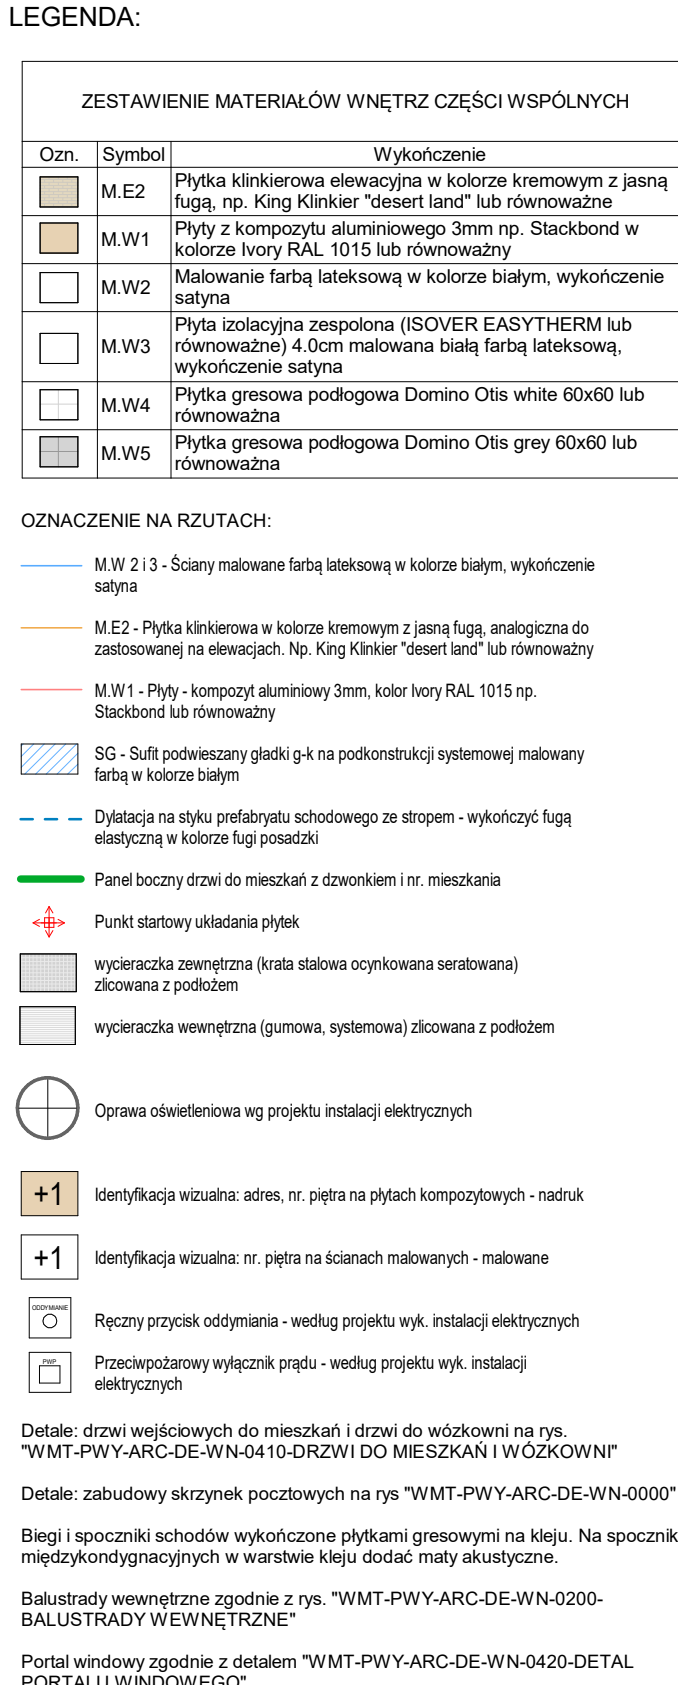 LEGENDA:
ZESTAWIENIE MATERIAŁÓW WNĘTRZ CZĘŚCI WSPÓLNYCH
Ozn. Symbol Wykończenie
M.E2 Płytka klinkierowa elewacyjna w kolorze kremowym z jasną
fugą, np. King Klinkier "desert land" lub równoważne
M.W1 Płyty z kompozytu aluminiowego 3mm np. Stackbond w
kolorze Ivory RAL 1015 lub równoważny
M.W2 Malowanie farbą lateksową w kolorze białym, wykończenie
satyna
M.W3 Płyta izolacyjna zespolona (ISOVER EASYTHERM lub
równoważne) 4.0cm malowana białą farbą lateksową,
wykończenie satyna
M.W4 Płytka gresowa podłogowa Domino Otis white 60x60 lub
równoważna
M.W5 Płytka gresowa podłogowa Domino Otis grey 60x60 lub
równoważna
OZNACZENIE NA RZUTACH:
M.W 2 i 3 - Ściany malowane farbą lateksową w kolorze białym, wykończenie
satyna
M.E2 - Płytka klinkierowa w kolorze kremowym z jasną fugą, analogiczna do
zastosowanej na elewacjach. Np. King Klinkier "desert land" lub równoważny
M.W1 - Płyty - kompozyt aluminiowy 3mm, kolor Ivory RAL 1015 np.
Stackbond lub równoważny
SG - Sufit podwieszany gładki g-k na podkonstrukcji systemowej malowany
farbą w kolorze białym
Dylatacja na styku prefabryatu schodowego ze stropem - wykończyć fugą
elastyczną w kolorze fugi posadzki
Panel boczny drzwi do mieszkań z dzwonkiem i nr. mieszkania
Punkt startowy układania płytek
wycieraczka zewnętrzna (krata stalowa ocynkowana seratowana)
zlicowana z podłożem
wycieraczka wewnętrzna (gumowa, systemowa) zlicowana z podłożem
Oprawa oświetleniowa wg projektu instalacji elektrycznych
+1 Identyfikacja wizualna: adres, nr. piętra na płytach kompozytowych - nadruk
+1 Identyfikacja wizualna: nr. piętra na ścianach malowanych - malowane
ODDYMIANIE
Ręczny przycisk oddymiania - według projektu wyk. instalacji elektrycznych
PWP
Przeciwpożarowy wyłącznik prądu - według projektu wyk. instalacji
elektrycznych
Detale: drzwi wejściowych do mieszkań i drzwi do wózkowni na rys.
"WMT-PWY-ARC-DE-WN-0410-DRZWI DO MIESZKAŃ I WÓZKOWNI"
Detale: zabudowy skrzynek pocztowych na rys "WMT-PWY-ARC-DE-WN-0000"
Biegi i spoczniki schodów wykończone płytkami gresowymi na kleju. Na spocznik
międzykondygnacyjnych w warstwie kleju dodać maty akustyczne.
Balustrady wewnętrzne zgodnie z rys. "WMT-PWY-ARC-DE-WN-0200-
BALUSTRADY WEWNĘTRZNE"
Portal windowy zgodnie z detalem "WMT-PWY-ARC-DE-WN-0420-DETAL
PORTALU WINDOWEGO"